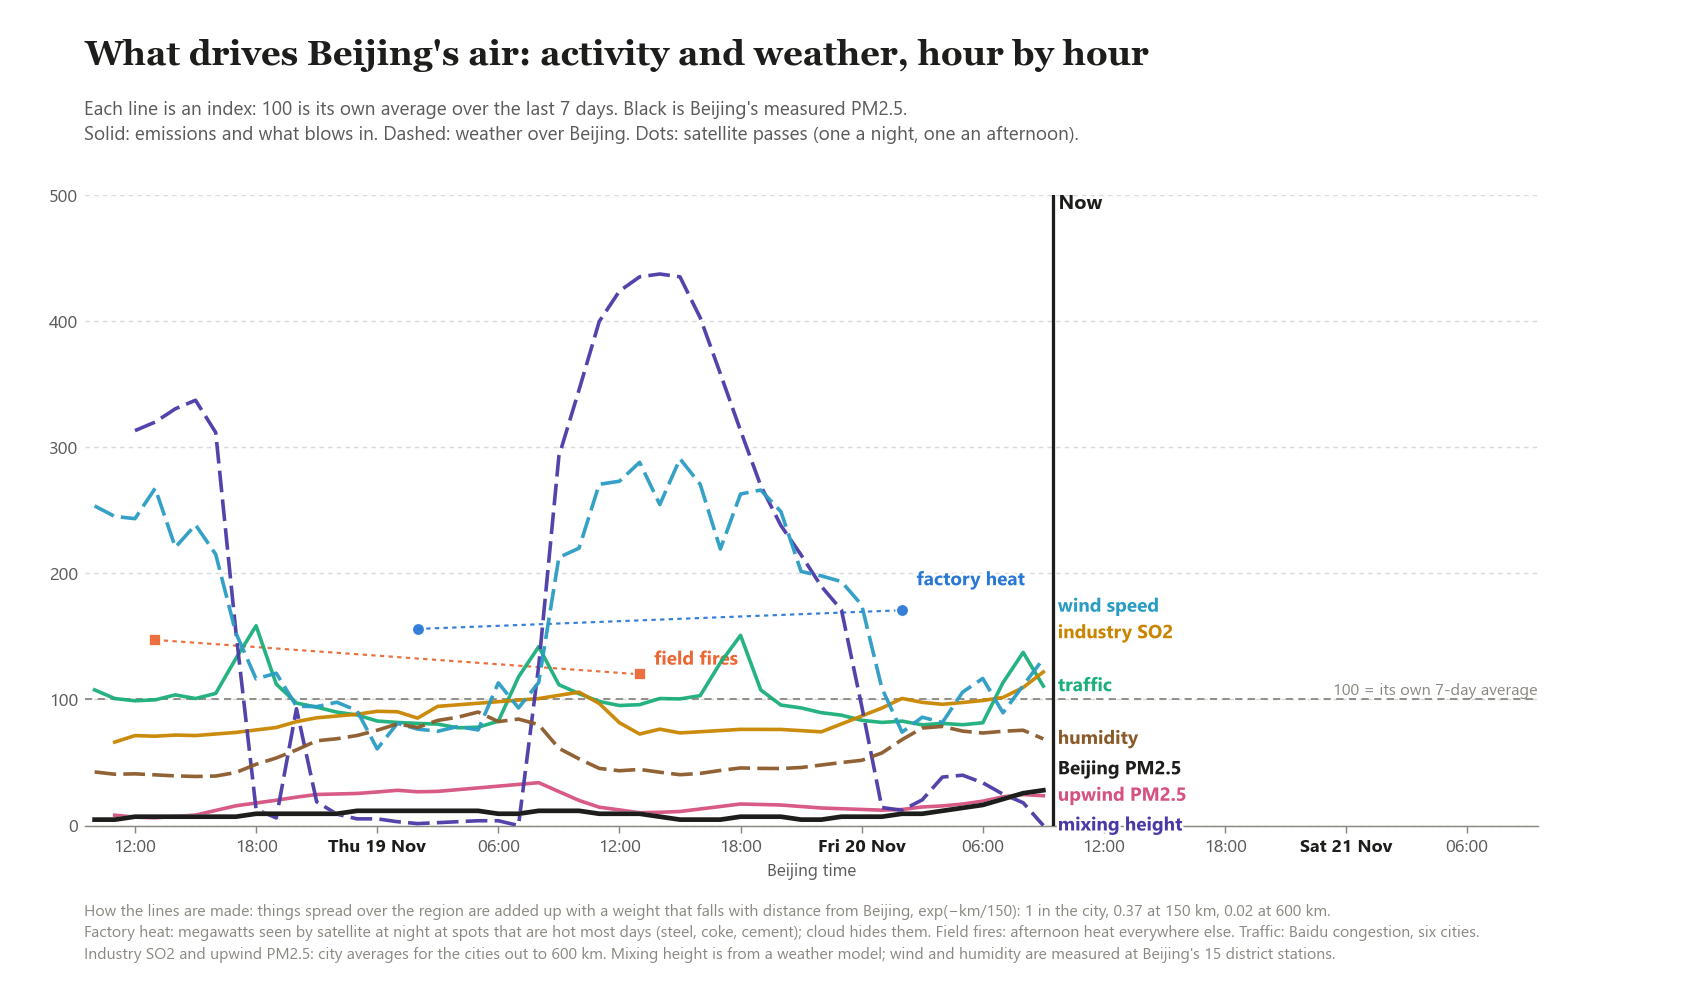 What drives Beijing's air: activity and weather, hour by hour
Each line is an index: 100 is its own average over the last 7 days. Black is Beijing's measured PM2.5.
Solid: emissions and what blows in. Dashed: weather over Beijing. Dots: satellite passes (one a night, one an afternoon).
500
Now
400
300
200
factory heat
wind speed
industry SO2
field fires
traffic
100 = its own 7-day average
100
humidity
Beijing PM2.5
upwind PM2.5
mixing height
0
12:00
18:00
Thu 19 Nov
06:00
12:00
18:00
Fri 20 Nov
06:00
12:00
18:00
Sat 21 Nov
06:00
Beijing time
How the lines are made: things spread over the region are added up with a weight that falls with distance from Beijing, exp(−km/150): 1 in the city, 0.37 at 150 km, 0.02 at 600 km.
Factory heat: megawatts seen by satellite at night at spots that are hot most days (steel, coke, cement); cloud hides them. Field fires: afternoon heat everywhere else. Traffic: Baidu congestion, six cities.
Industry SO2 and upwind PM2.5: city averages for the cities out to 600 km. Mixing height is from a weather model; wind and humidity are measured at Beijing's 15 district stations.